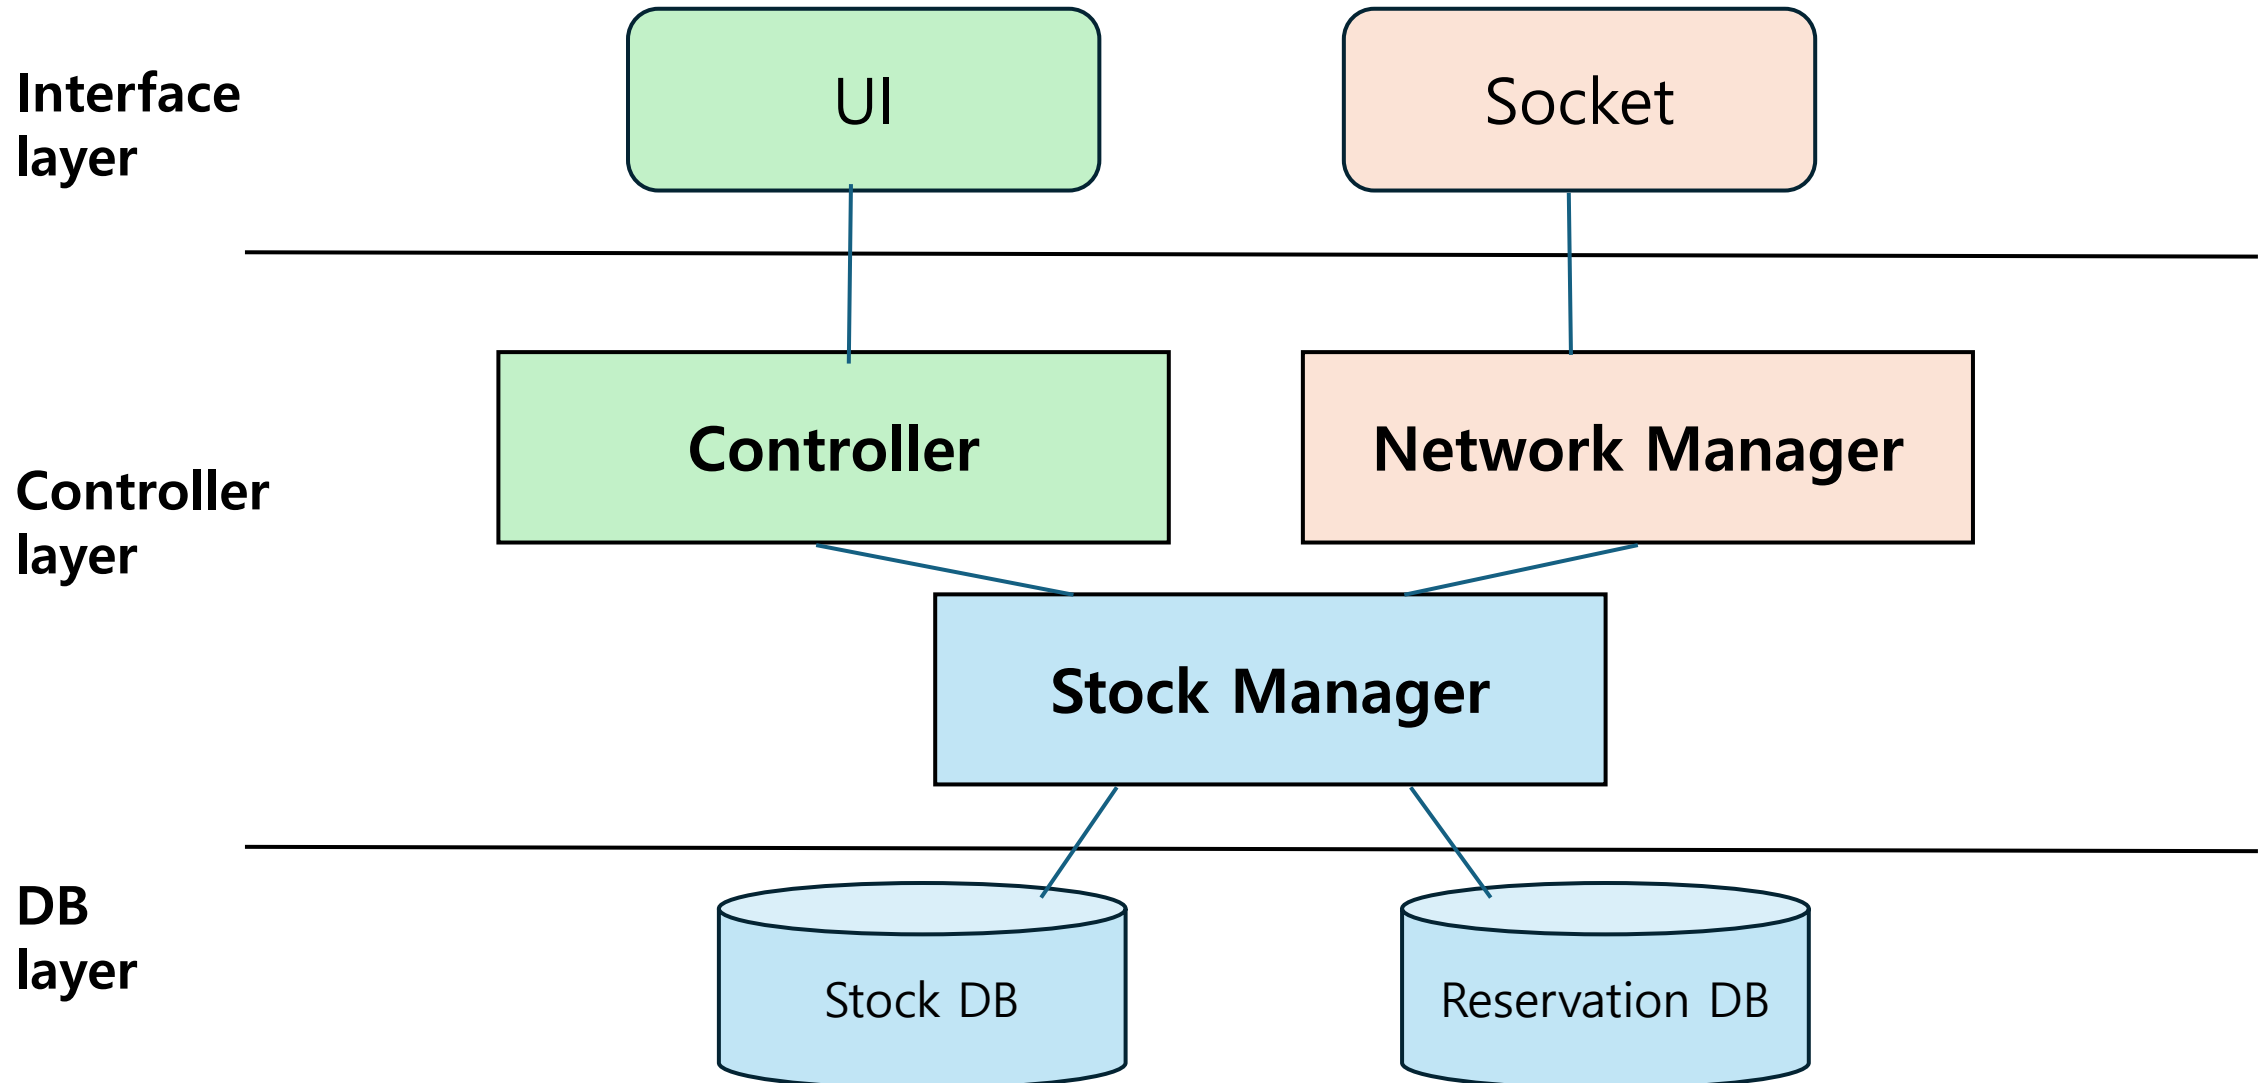 Interface
layer
UI
Socket
Controller
layer
Controller
Network Manager
Stock Manager
DB
layer
Stock DB
Reservation DB